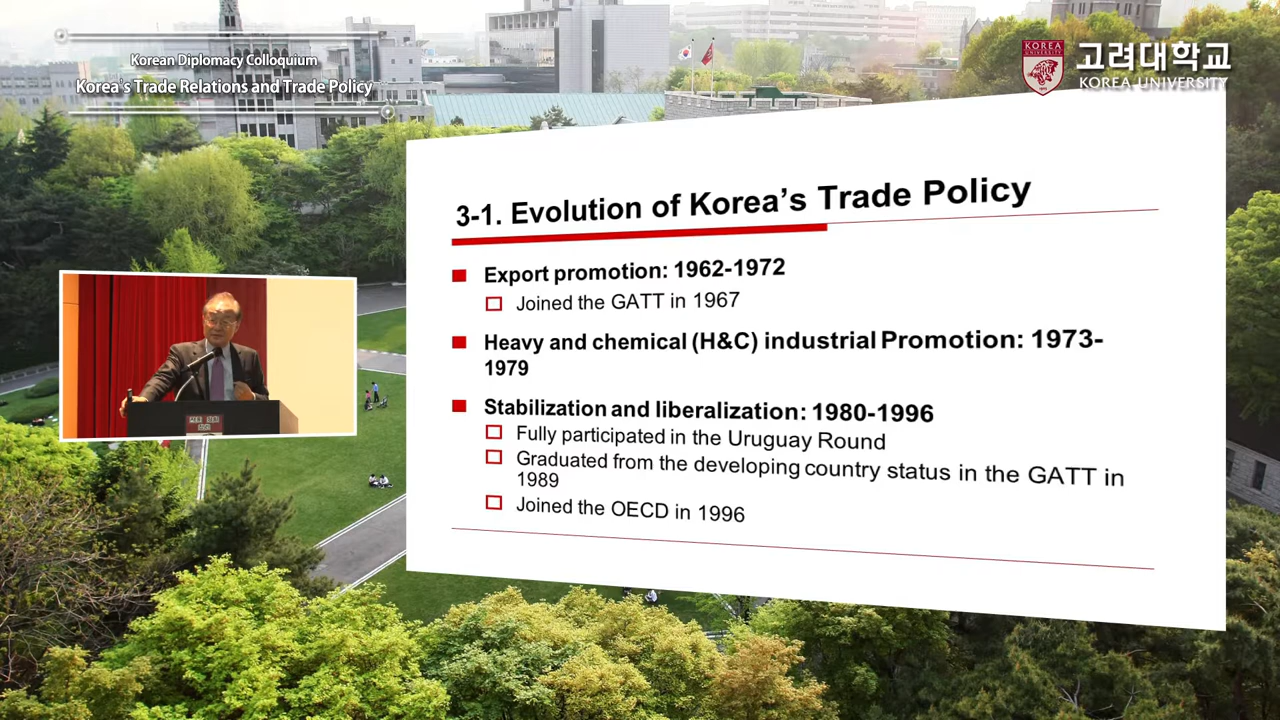 Korean Diplomacy Colloquium
Korea's Trade Relations and Trade Policy
KOREA
UNIVERSITY
고려대학교
KOREA UNIVERSITY
3-1. Evolution of Korea's Trade Policy
Export promotion: 1962-1972
Joined the GATT in 1967
Heavy and chemical (H&C) industrial Promotion: 1973-
1979
Stabilization and liberalization: 1980-1996
Fully participated in the Uruguay Round
Graduated from the developing country status in the GATT in
1989
Joined the OECD in 1996